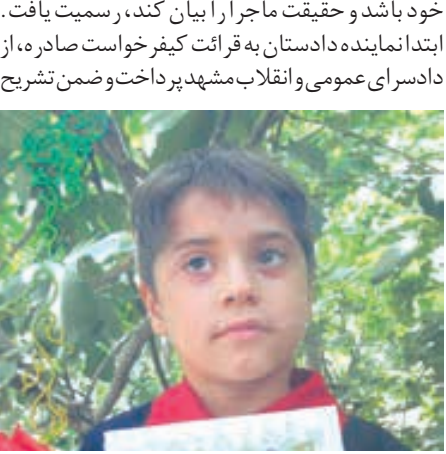 خود باشد و حقیقت ماجرا را بیان کند، رسمیت یافت.
ابتدا نماینده دادستان به قرائت کیفرخواست صادره، از
دادسرای عمومی و انقلاب مشهد پرداخت و ضمن تشریح